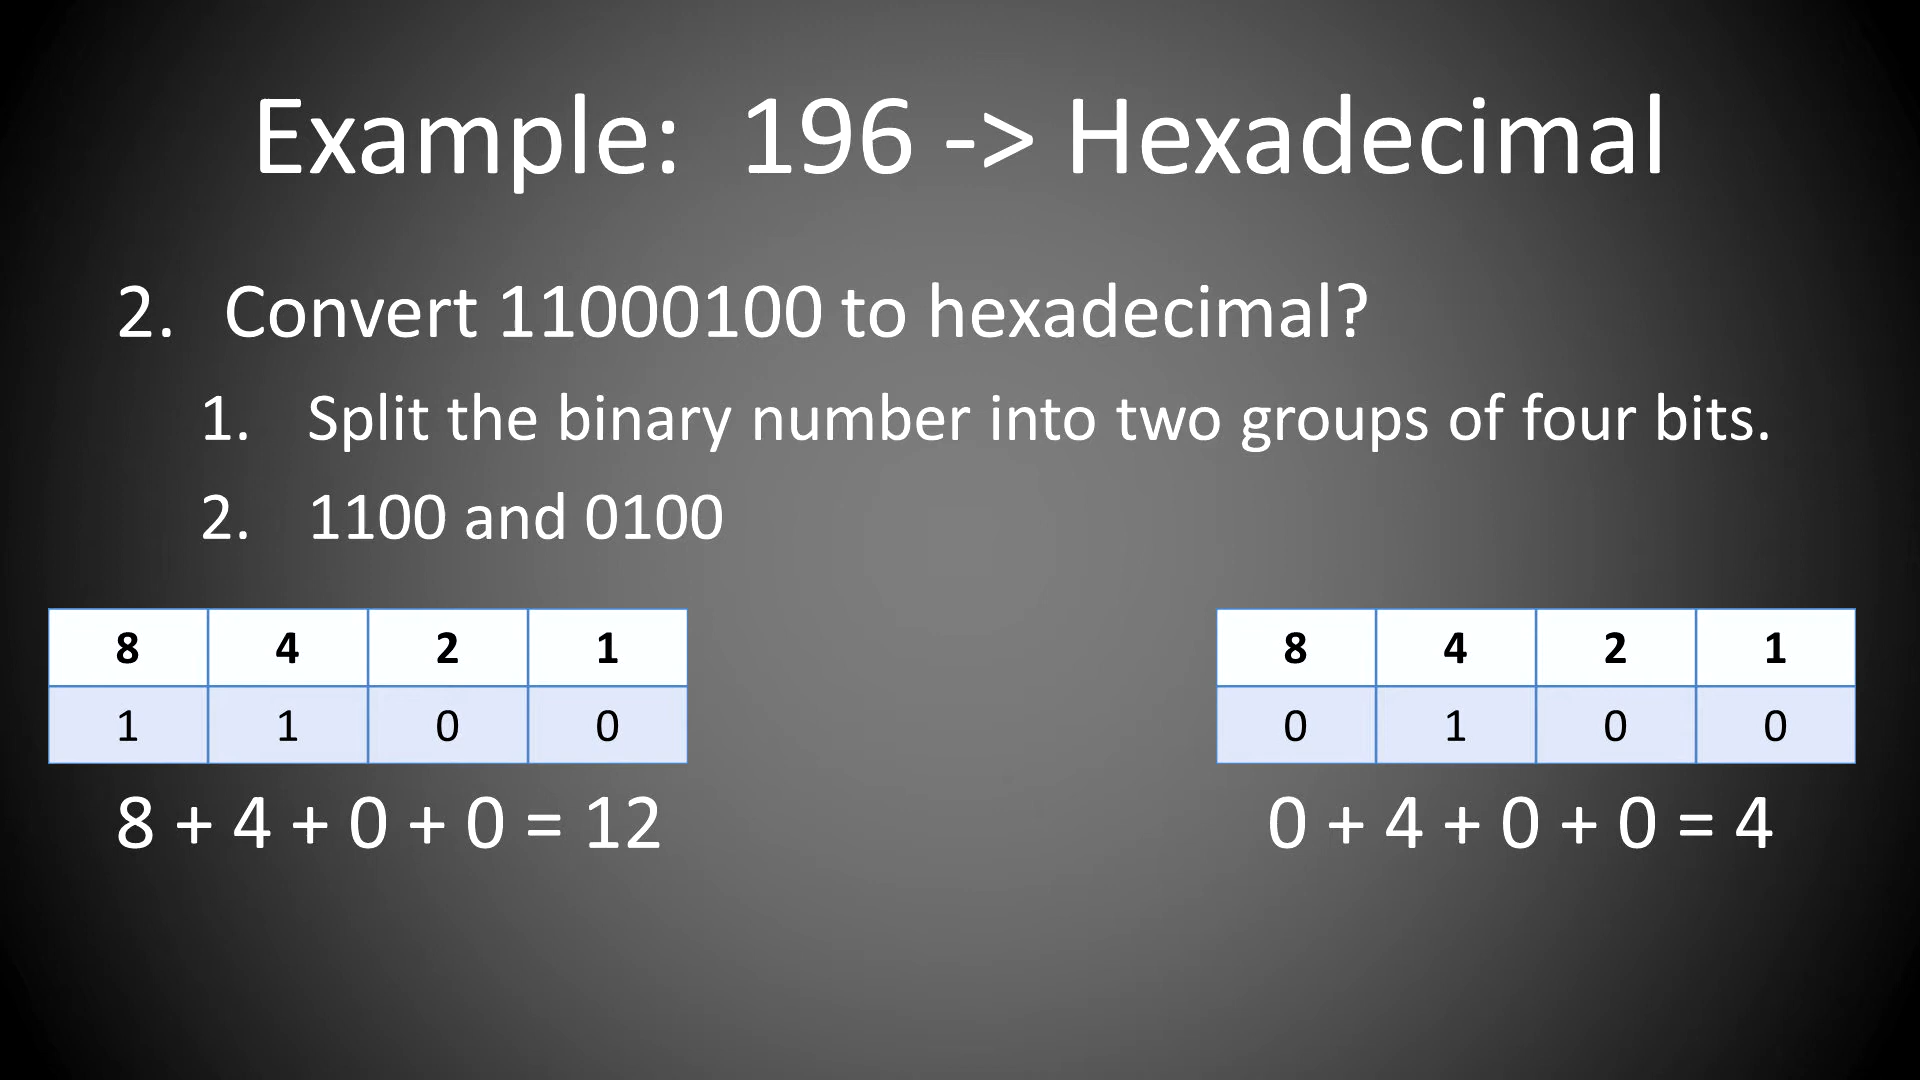 Example:  196 -> Hexadecimal
2. Convert 11000100 to hexadecimal?
1. Split the binary number into two groups of four bits.
2. 1100 and 0100
8 4 2 1
1 1 0 0
8 + 4 + 0 + 0 = 12
8 4 2 1
0 1 0 0
0 + 4 + 0 + 0 = 4